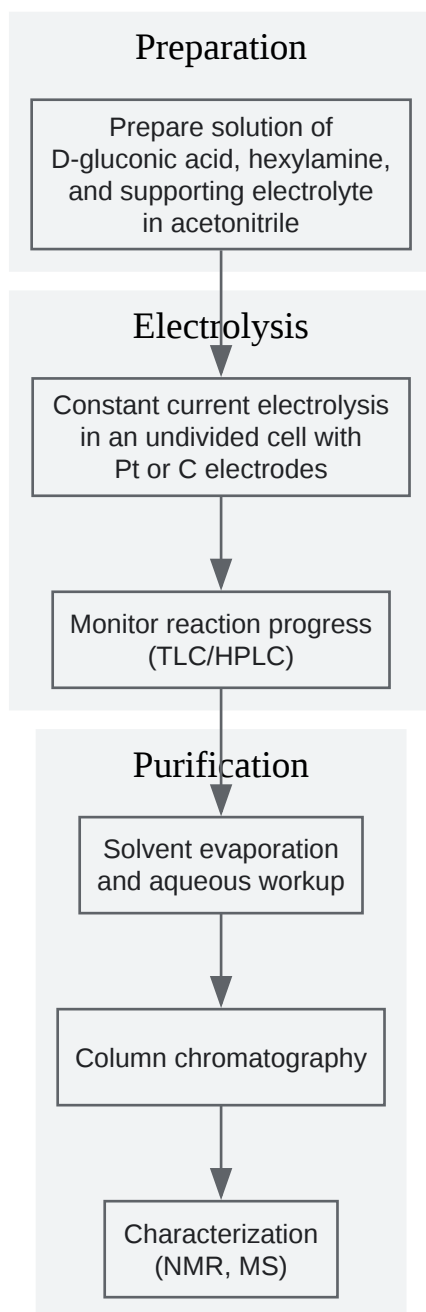 Preparation
Prepare solution of
D-gluconic acid, hexylamine,
and supporting electrolyte
in acetonitrile
Electrolysis
Constant current electrolysis
in an undivided cell with
Pt or C electrodes
Monitor reaction progress
(TLC/HPLC)
Purification
Solvent evaporation
and aqueous workup
Column chromatography
Characterization
(NMR, MS)